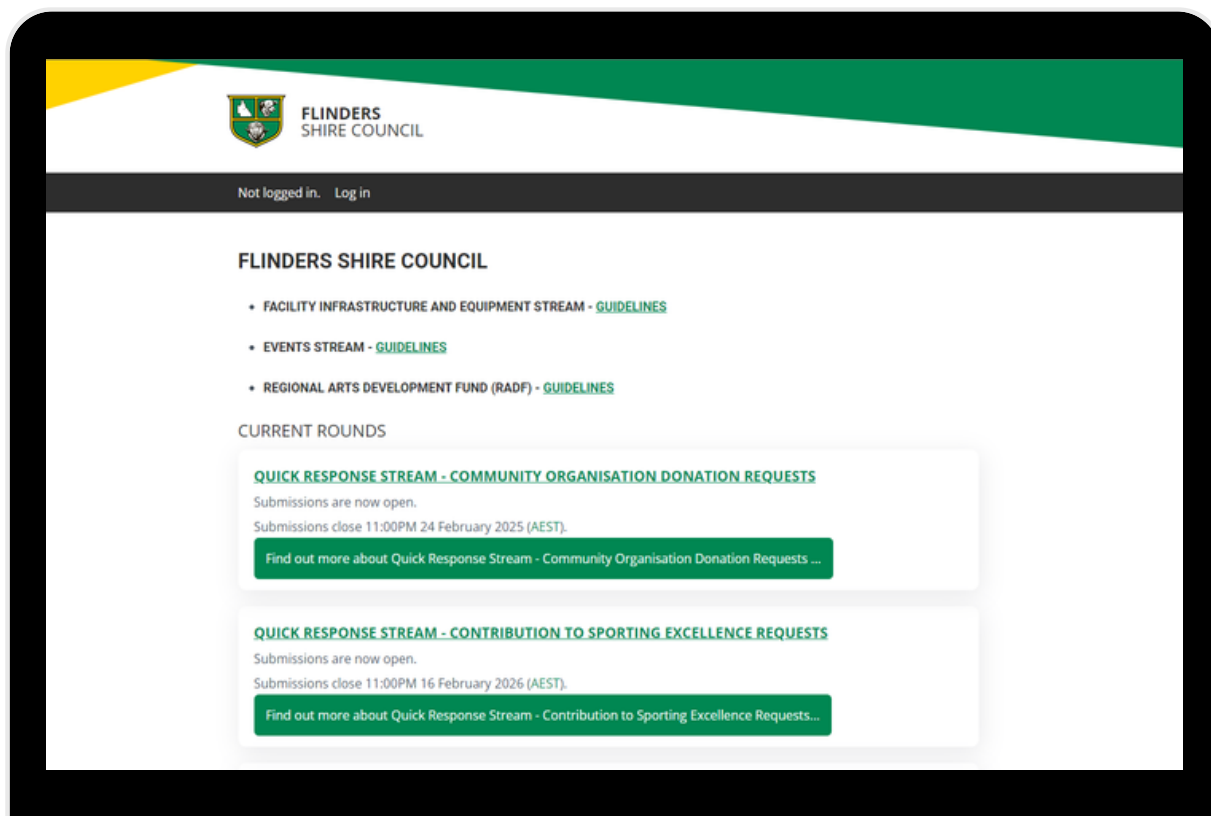 FLINDERS
SHIRE COUNCIL
Not logged in. Log in
FLINDERS SHIRE COUNCIL
• FACILITY INFRASTRUCTURE AND EQUIPMENT STREAM - GUIDELINES
• EVENTS STREAM - GUIDELINES
• REGIONAL ARTS DEVELOPMENT FUND (RADF) - GUIDELINES
CURRENT ROUNDS
QUICK RESPONSE STREAM - COMMUNITY ORGANISATION DONATION REQUESTS
Submissions are now open.
Submissions close 11:00PM 24 February 2025 (AEST).
Find out more about Quick Response Stream - Community Organisation Donation Requests ...
QUICK RESPONSE STREAM - CONTRIBUTION TO SPORTING EXCELLENCE REQUESTS
Submissions are now open.
Submissions close 11:00PM 16 February 2026 (AEST).
Find out more about Quick Response Stream - Contribution to Sporting Excellence Requests...